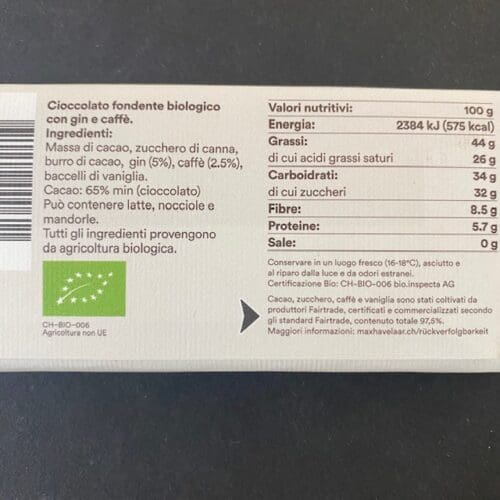 Cioccolato fondente biologico
con gin e caffè.
Ingredienti:
Massa di cacao, zucchero di canna,
burro di cacao, gin (5%), caffè (2.5%),
baccelli di vaniglia.
Cacao: 65% min (cioccolato)
Può contenere latte, nocciole e
mandorle.
Tutti gli ingredienti provengono
da agricoltura biologica.
CH-BIO-006
Agricoltura non UE
Valori nutritivi: 100 g
Energia: 2384 kJ (575 kcal)
Grassi: 44 g
di cui acidi grassi saturi 26 g
Carboidrati: 34 g
di cui zuccheri 32 g
Fibre: 8.5 g
Proteine: 5.7 g
Sale: 0 g
Conservare in un luogo fresco (16-18°C), asciutto e
al riparo dalla luce e da odori estranei.
Certificazione Bio: CH-BIO-006 bio.inspecta AG
Cacao, zucchero, caffè e vaniglia sono stati coltivati da
produttori Fairtrade, certificati e commercializzati secondo
gli standard Fairtrade, contenuto totale 97,5%.
Maggiori informazioni: maxhavelaar.ch/rückverfolgbarkeit